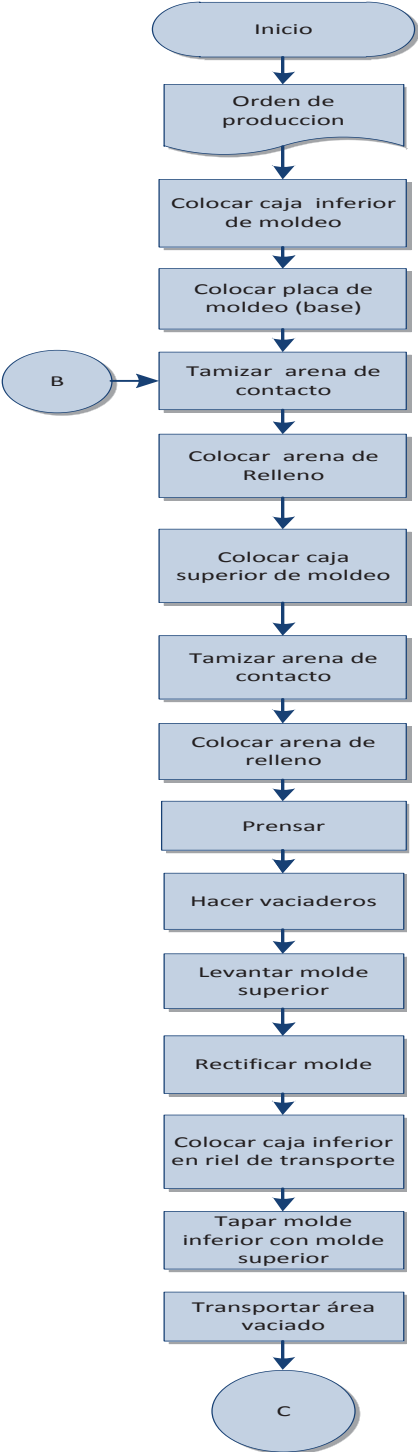 Inicio
Orden de
produccion
Colocar caja inferior
de moldeo
Colocar placa de
moldeo (base)
B
Tamizar arena de
contacto
Colocar arena de
Relleno
Colocar caja
superior de moldeo
Tamizar arena de
contacto
Colocar arena de
relleno
Prensar
Hacer vaciaderos
Levantar molde
superior
Rectificar molde
Colocar caja inferior
en riel de transporte
Tapar molde
inferior con molde
superior
Transportar área
vaciado
C